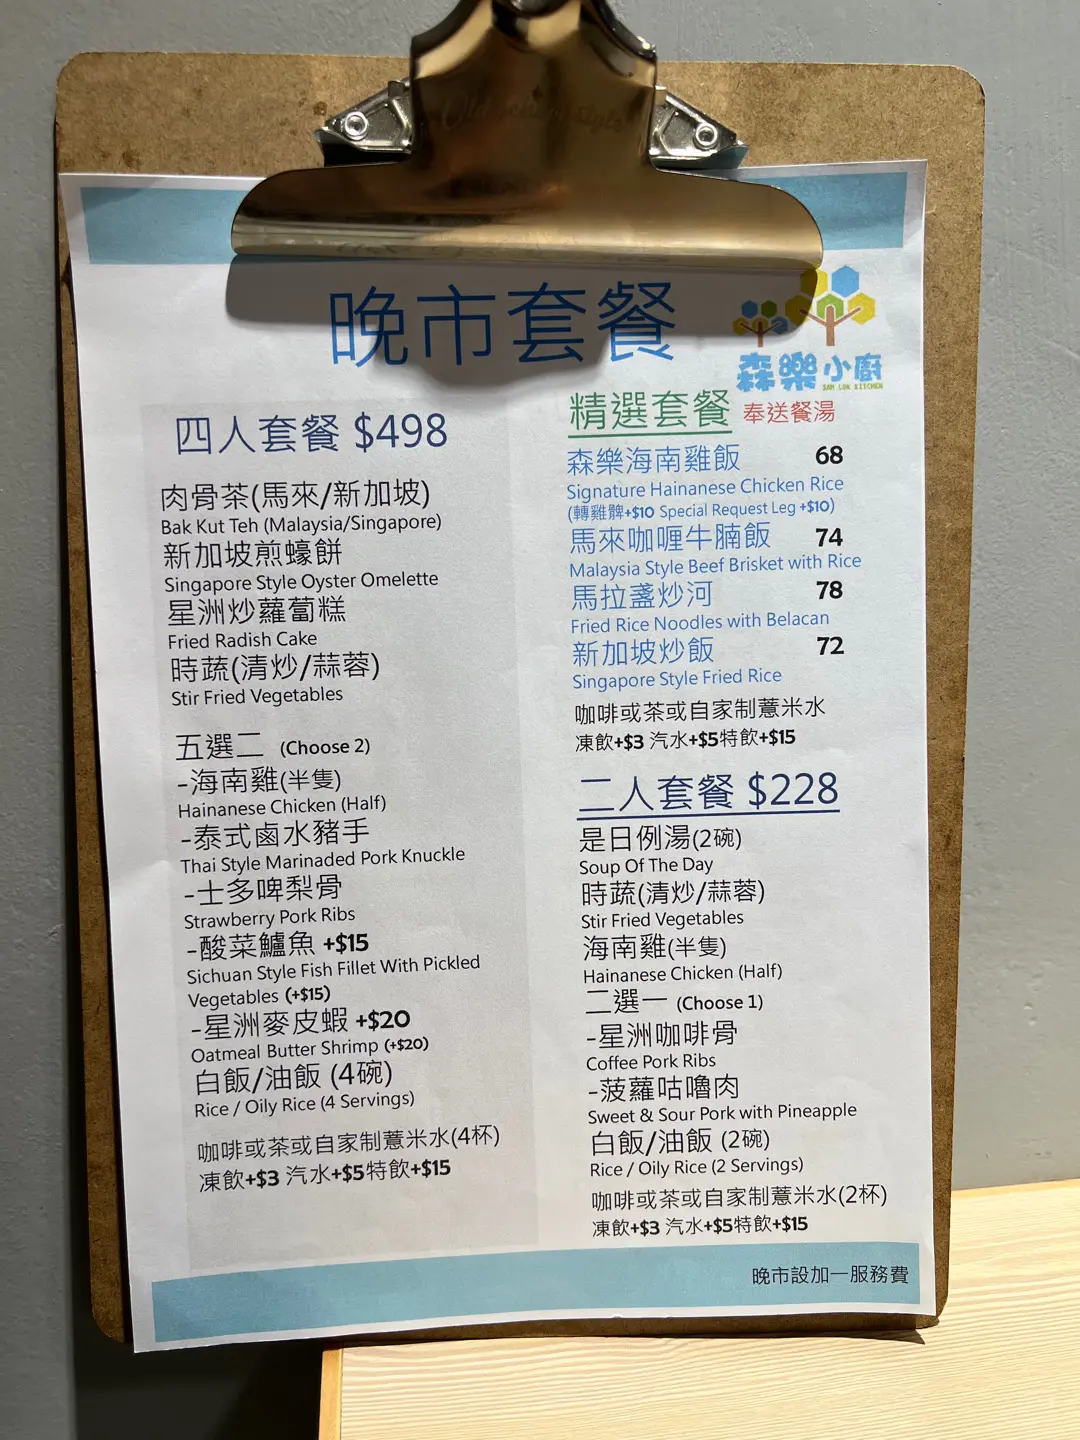 晚市套餐
森樂小廚
SAM LOK KITCHEN
四人套餐 $498
肉骨茶(馬來/新加坡)
Bak Kut Teh (Malaysia/Singapore)
新加坡煎蠔餅
Singapore Style Oyster Omelette
星洲炒蘿蔔糕
Fried Radish Cake
時蔬(清炒/蒜蓉)
Stir Fried Vegetables
五選二 (Choose 2)
-海南雞(半隻)
Hainanese Chicken (Half)
-泰式鹵水豬手
Thai Style Marinaded Pork Knuckle
-士多啤梨骨
Strawberry Pork Ribs
-酸菜鱸魚 +$15
Sichuan Style Fish Fillet With Pickled
Vegetables (+$15)
-星洲麥皮蝦 +$20
Oatmeal Butter Shrimp (+$20)
白飯/油飯 (4碗)
Rice / Oily Rice (4 Servings)
咖啡或茶或自家制薏米水(4杯)
凍飲+$3 汽水+$5特飲+$15
精選套餐 奉送餐湯
森樂海南雞飯 68
Signature Hainanese Chicken Rice
(轉雞髀+$10 Special Request Leg +$10)
馬來咖喱牛腩飯 74
Malaysia Style Beef Brisket with Rice
馬拉盞炒河 78
Fried Rice Noodles with Belacan
新加坡炒飯 72
Singapore Style Fried Rice
咖啡或茶或自家制薏米水
凍飲+$3 汽水+$5特飲+$15
二人套餐 $228
是日例湯(2碗)
Soup Of The Day
時蔬(清炒/蒜蓉)
Stir Fried Vegetables
海南雞(半隻)
Hainanese Chicken (Half)
二選一 (Choose 1)
-星洲咖啡骨
Coffee Pork Ribs
-菠蘿咕嚕肉
Sweet & Sour Pork with Pineapple
白飯/油飯 (2碗)
Rice / Oily Rice (2 Servings)
咖啡或茶或自家制薏米水(2杯)
凍飲+$3 汽水+$5特飲+$15
晚市設加一服務費